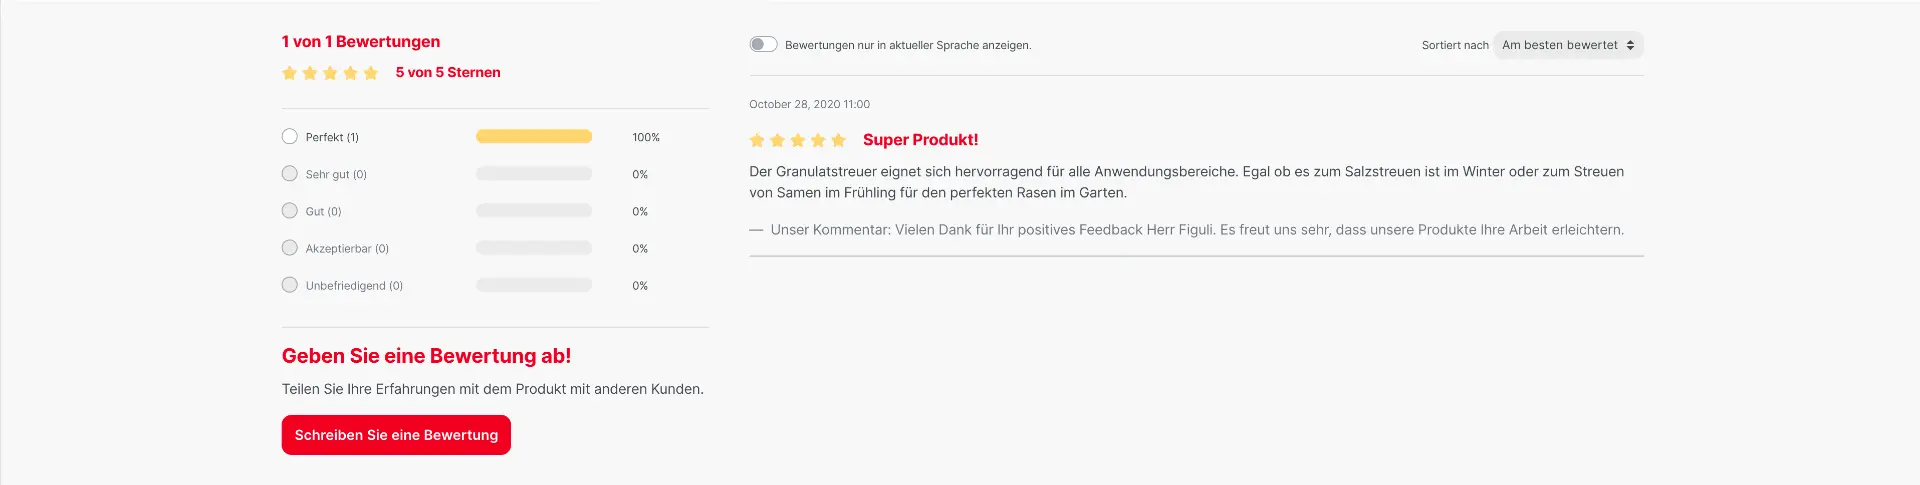 1 von 1 Bewertungen
5 von 5 Sternen
Perfekt (1) 100%
Sehr gut (0) 0%
Gut (0) 0%
Akzeptierbar (0) 0%
Unbefriedigend (0) 0%
Geben Sie eine Bewertung ab!
Teilen Sie Ihre Erfahrungen mit dem Produkt mit anderen Kunden.
Schreiben Sie eine Bewertung
Bewertungen nur in aktueller Sprache anzeigen.
Sortiert nach Am besten bewertet
October 28, 2020 11:00
Super Produkt!
Der Granulatstreuer eignet sich hervorragend für alle Anwendungsbereiche. Egal ob es zum Salzstreuen ist im Winter oder zum Streuen
von Samen im Frühling für den perfekten Rasen im Garten.
— Unser Kommentar: Vielen Dank für Ihr positives Feedback Herr Figuli. Es freut uns sehr, dass unsere Produkte Ihre Arbeit erleichtern.